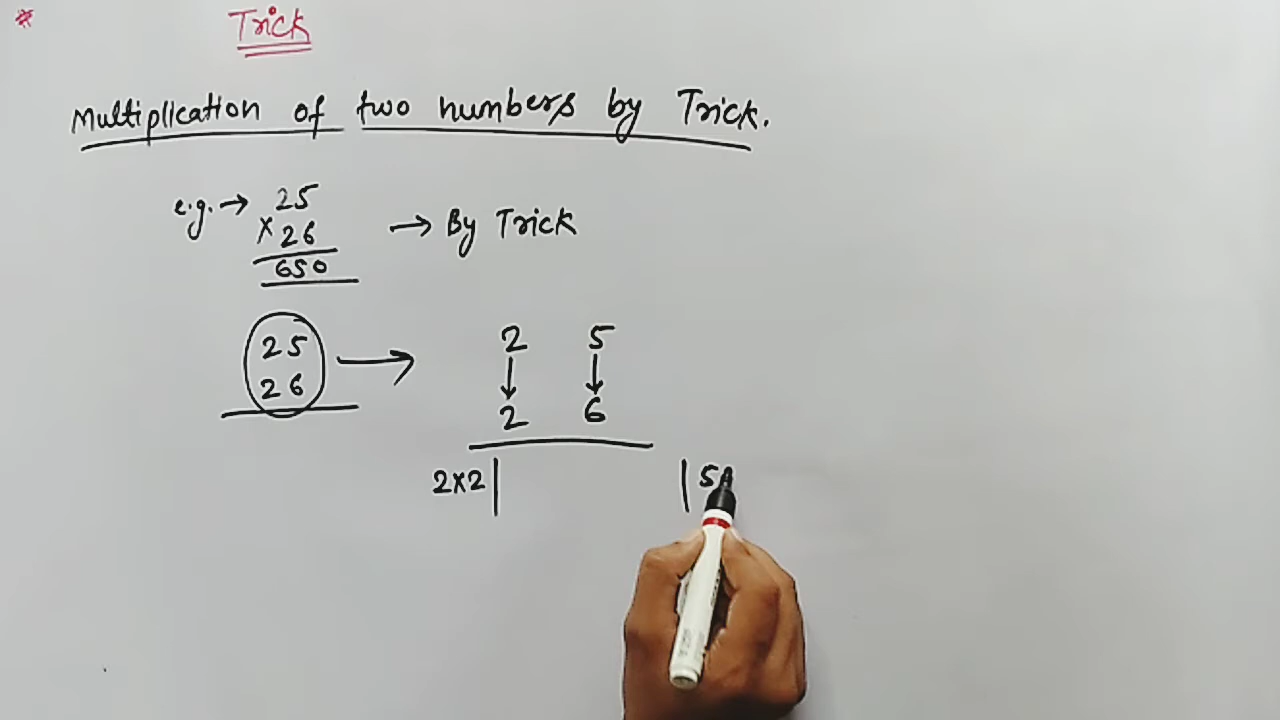 *
Trick
Multiplication of two numbers by Trick.
e.g. → 25
× 26 → By Trick
650
25 → 2 5
26
↓ ↓
2 6
2×2 | | 5